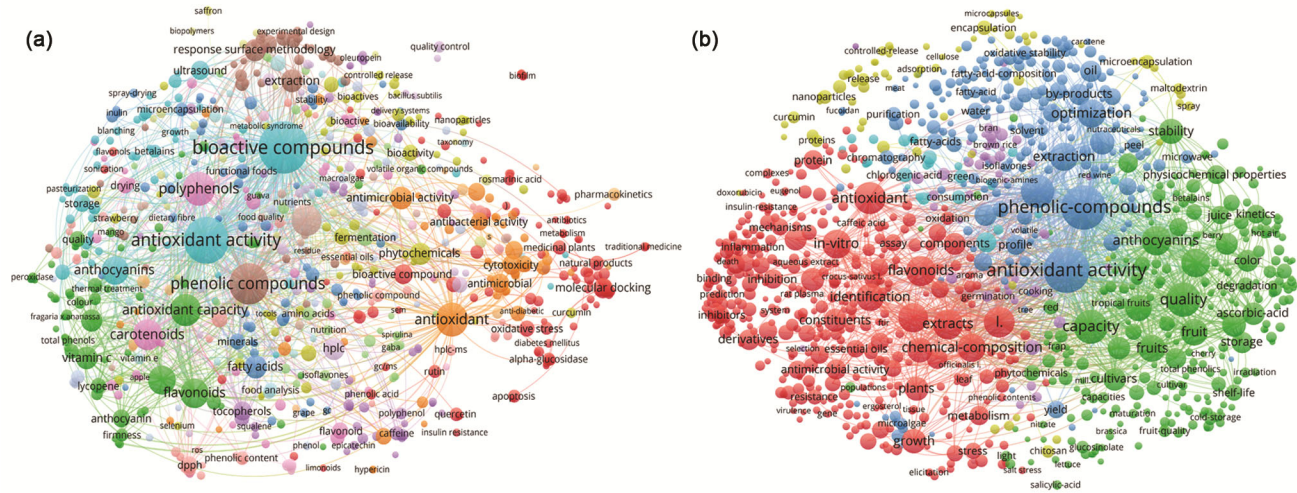 (a)
saffron
biopolymers
experimental design
response surface methodology
oleuropein
quality control
ultrasound
extraction
controlled release
biofilm
spray-drying
stability
bioactives
bacillus subtilis
inulin
microencapsulation
delivery systems
blanching
growth
metabolic syndrome
bioactive
bioavailability
nanoparticles
flavonols
betalains
bioactive compounds
taxonomy
sonication
functional foods
volatile organic compounds
bioactivity
pasteurization
drying
polyphenols
guava
macroalgae
rosmarinic acid
storage
nutrients
antimicrobial activity
pharmacokinetics
strawberry
dietary fibre
food quality
antibacterial activity
antibiotics
mango
metabolism
quality
antioxidant activity
residue
fermentation
medicinal plants
traditional medicine
essential oils
phytochemicals
natural products
peroxidase
anthocyanins
cytotoxicity
thermal treatment
phenolic compounds
bioactive compound
antimicrobial
molecular docking
colour
phenolic compound
fragaria x ananassa
antioxidant capacity
tocols
amino acids
scm
anti-diabetic
curcumin
antioxidant
total phenols
carotenoids
nutrition
spirulina
oxidative stress
minerals
hplc
gaba
diabetes mellitus
vitamin c
vitamin e
fatty acids
gc/ms
hplc-ms
alpha-glucosidase
apple
isoflavones
rutin
lycopene
flavonoids
food analysis
phenolic acid
apoptosis
anthocyanin
tocopherols
grape
gc
polyphenol
quercetin
selenium
squalene
firmness
flavonoid
caffeine
insulin resistance
epicatechin
ros
phenol
phenolic content
dpph
limonoids
hypericin
(b)
microcapsules
encapsulation
controlled-release
cellulose
oxidative stability
carotene
adsorption
microencapsulation
release
fatty-acid-composition
oil
meat
maltodextrin
nanoparticles
fatty-acid
by-products
fucoidan
water
spray
curcumin
purification
optimization
bran
solvent
nutraceuticals
stability
proteins
fatty-acids
brown rice
peel
chromatography
extraction
microwave
protein
isoflavones
complexes
chlorogenic acid
green
biogenic-amines
red wine
physicochemical properties
doxorubicin
eugenol
antioxidant
consumption
betalains
insulin-resistance
phenolic-compounds
juice
kinetics
mechanisms
caffeic acid
oxidation
volatile
berry
in-vitro
assay
components
profile
anthocyanins
hot air
inflammation
aqueous extract
color
death
crocus-sativus l.
flavonoids
aroma
antioxidant activity
binding
inhibition
degradation
prediction
rat plasma
germination
cooking
tropical fruits
quality
system
identification
tree
red
ascorbic-acid
inhibitors
constituents
fur
extracts
l.
capacity
fruit
derivatives
storage
selection
essential oils
chemical-composition
frap
fruits
officinalis l.
cherry
antimicrobial activity
leaf
phytochemicals
total phenolics
irradiation
resistance
populations
plants
mill.
cultivars
cultivar
shelf-life
phenolic contents
capacities
virulence
gene
ergosterol
tissue
metabolism
yield
maturation
cold-storage
microalgae
nitrate
brassica
fruit-quality
growth
chitosan
glucosinolate
stress
light
lettuce
elicitation
salt stress
salicylic-acid